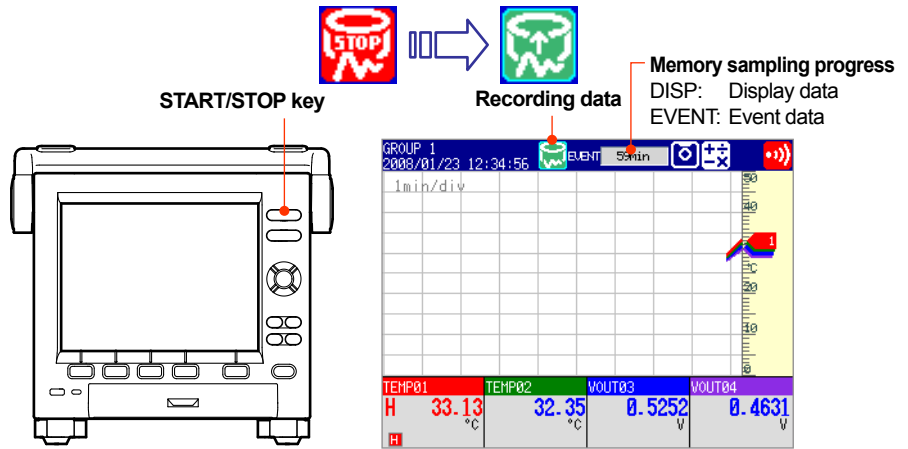 STOP
START/STOP key
Recording data
Memory sampling progress
DISP: Display data
EVENT: Event data
GROUP 1
2008/01/23 12:34:56
EVENT 59min
1min/div
50
40
1
°C
20
10
0
TEMP01 TEMP02 VOUT03 VOUT04
H 33.13 32.35 0.5252 0.4631
°C °C V V
H